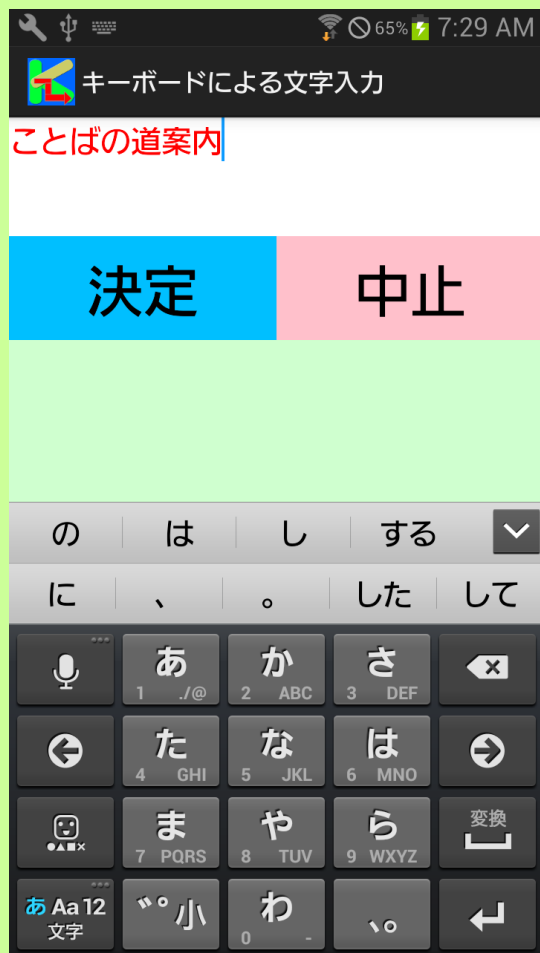 65% 7:29 AM
キーボードによる文字入力
ことばの道案内
決定 中止
の は し する
に 、 。 した して
あ 1 ./@ か 2 ABC さ 3 DEF
た 4 GHI な 5 JKL は 6 MNO
ま 7 PQRS や 8 TUV ら 9 WXYZ 変換
あ Aa 12 文字 ゛゜小 わ 0 - 、。